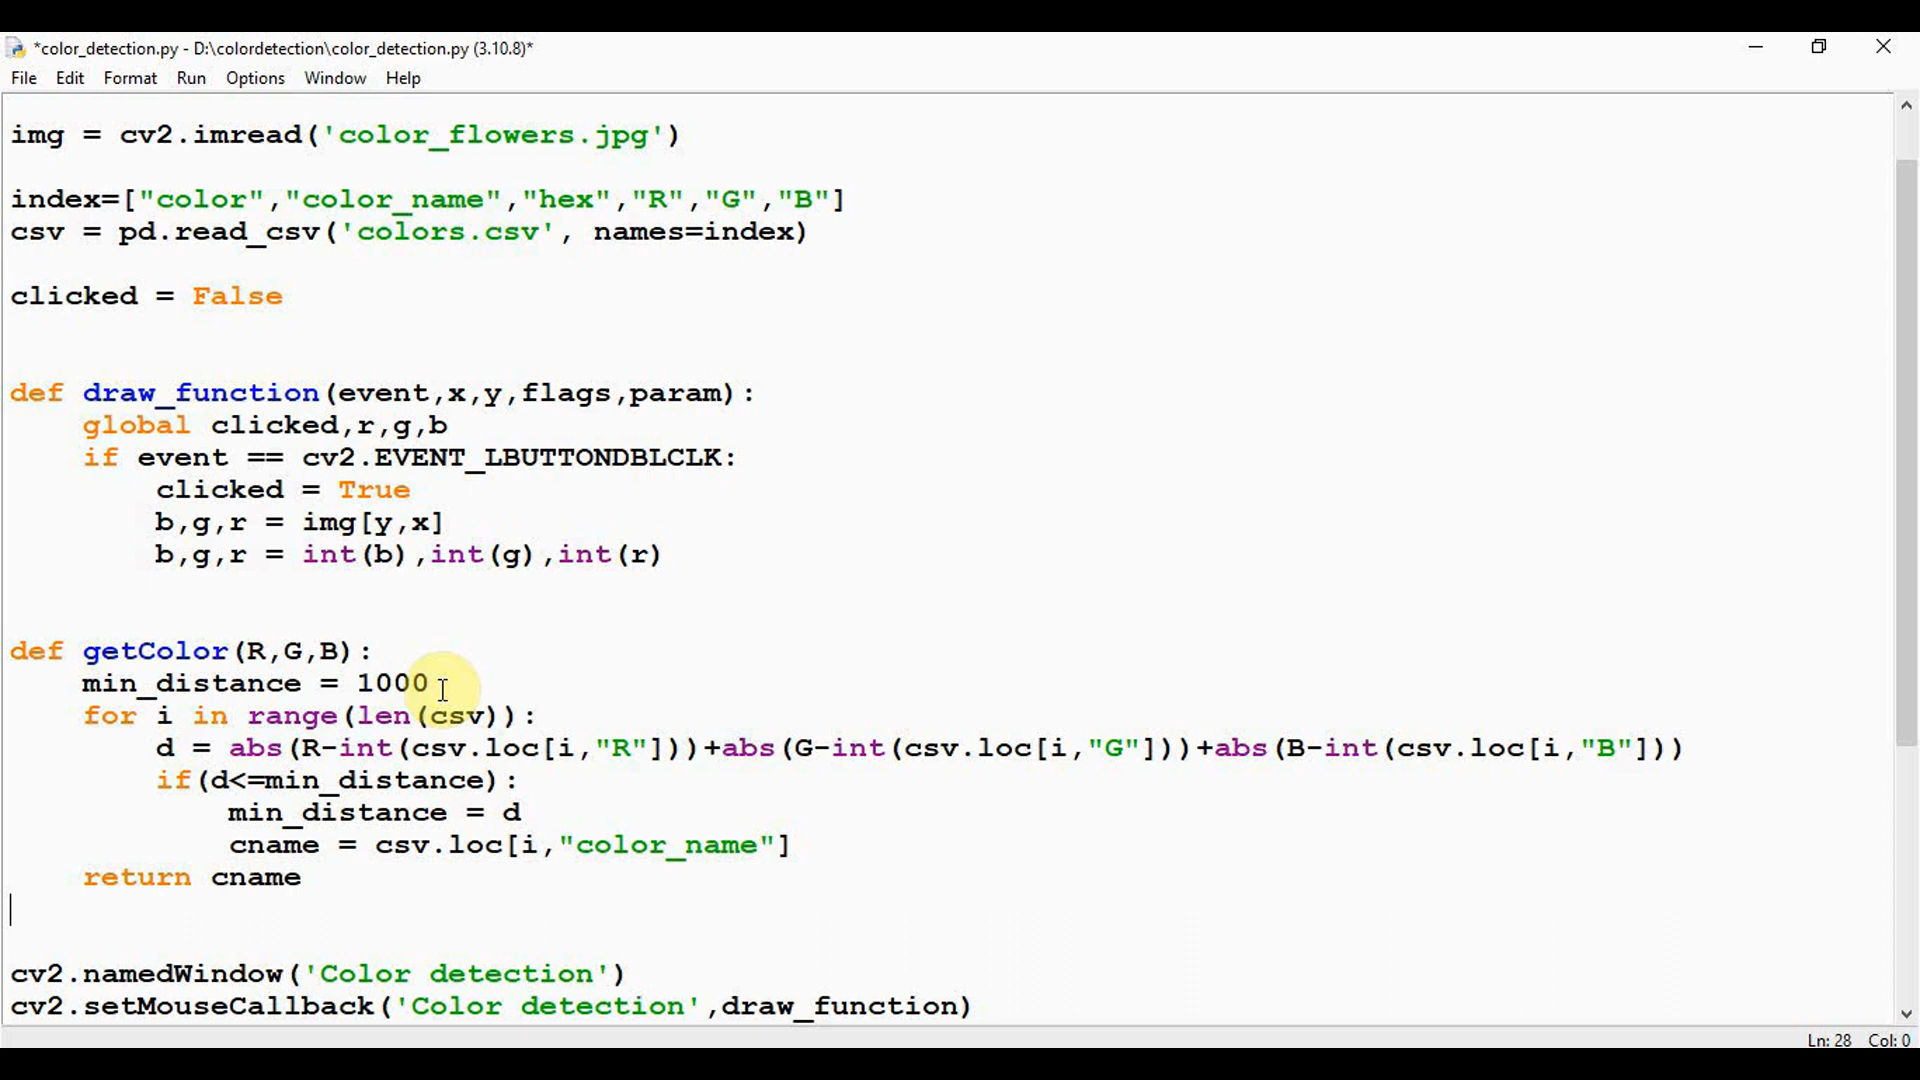 *color_detection.py - D:\colordetection\color_detection.py (3.10.8)*
File Edit Format Run Options Window Help
img = cv2.imread('color_flowers.jpg')
index=["color","color_name","hex","R","G","B"]
csv = pd.read_csv('colors.csv', names=index)
clicked = False
def draw_function(event,x,y,flags,param):
    global clicked,r,g,b
    if event == cv2.EVENT_LBUTTONDBLCLK:
        clicked = True
        b,g,r = img[y,x]
        b,g,r = int(b),int(g),int(r)
def getColor(R,G,B):
    min_distance = 1000
    for i in range(len(csv)):
        d = abs(R-int(csv.loc[i,"R"]))+abs(G-int(csv.loc[i,"G"]))+abs(B-int(csv.loc[i,"B"]))
        if(d<=min_distance):
            min_distance = d
            cname = csv.loc[i,"color_name"]
    return cname
cv2.namedWindow('Color detection')
cv2.setMouseCallback('Color detection',draw_function)
Ln: 28 Col: 0